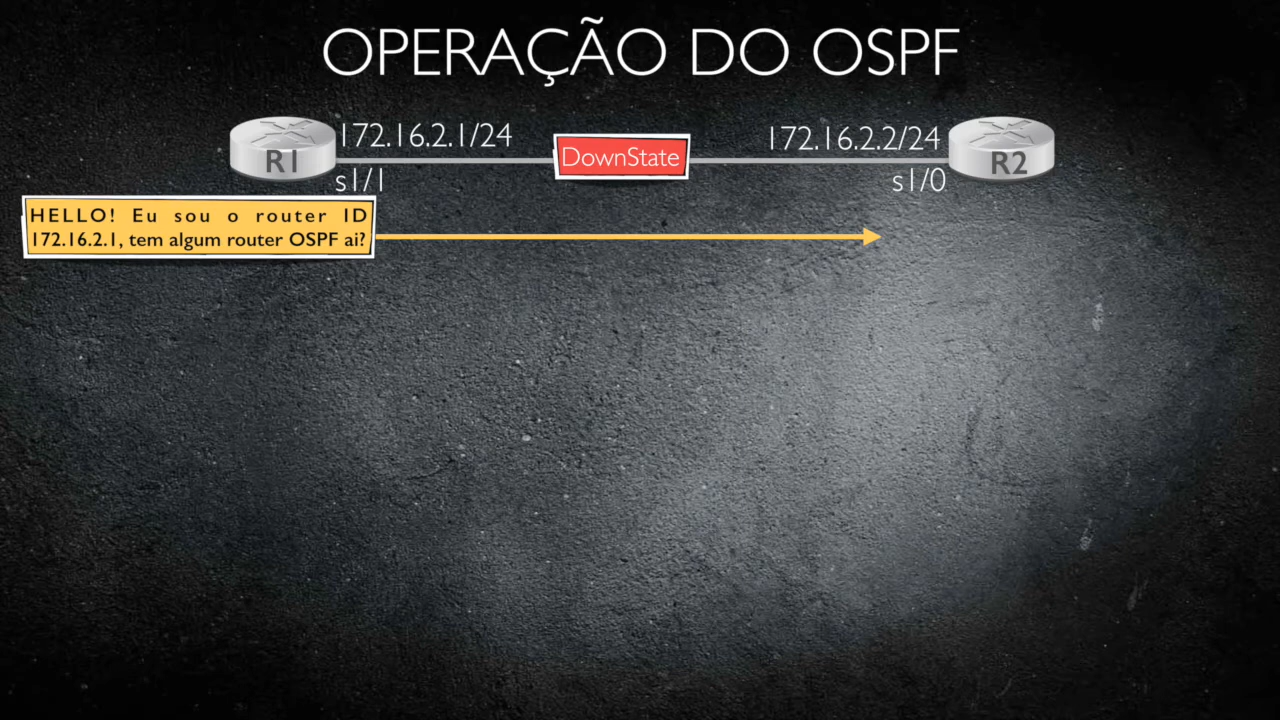 OPERAÇÃO DO OSPF
172.16.2.1/24
172.16.2.2/24
R1
DownState
R2
s1/1
s1/0
HELLO! Eu sou o router ID
172.16.2.1, tem algum router OSPF ai?